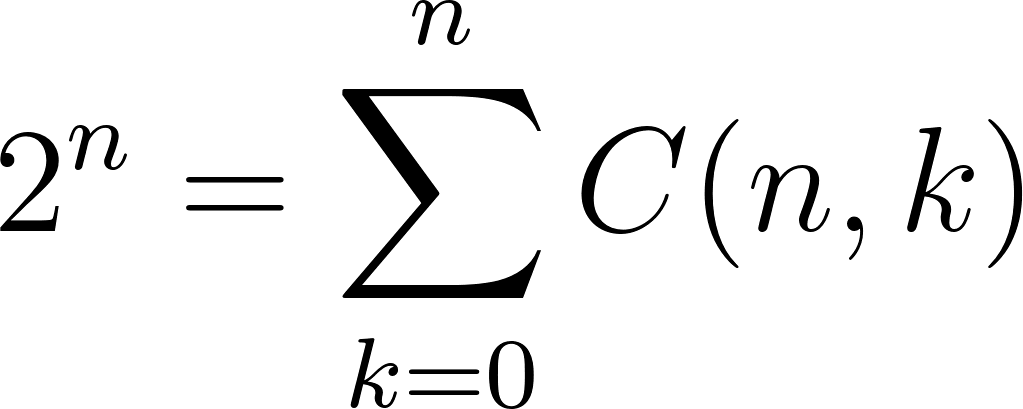 2^n = \sum_{k=0}^{n} C(n, k)